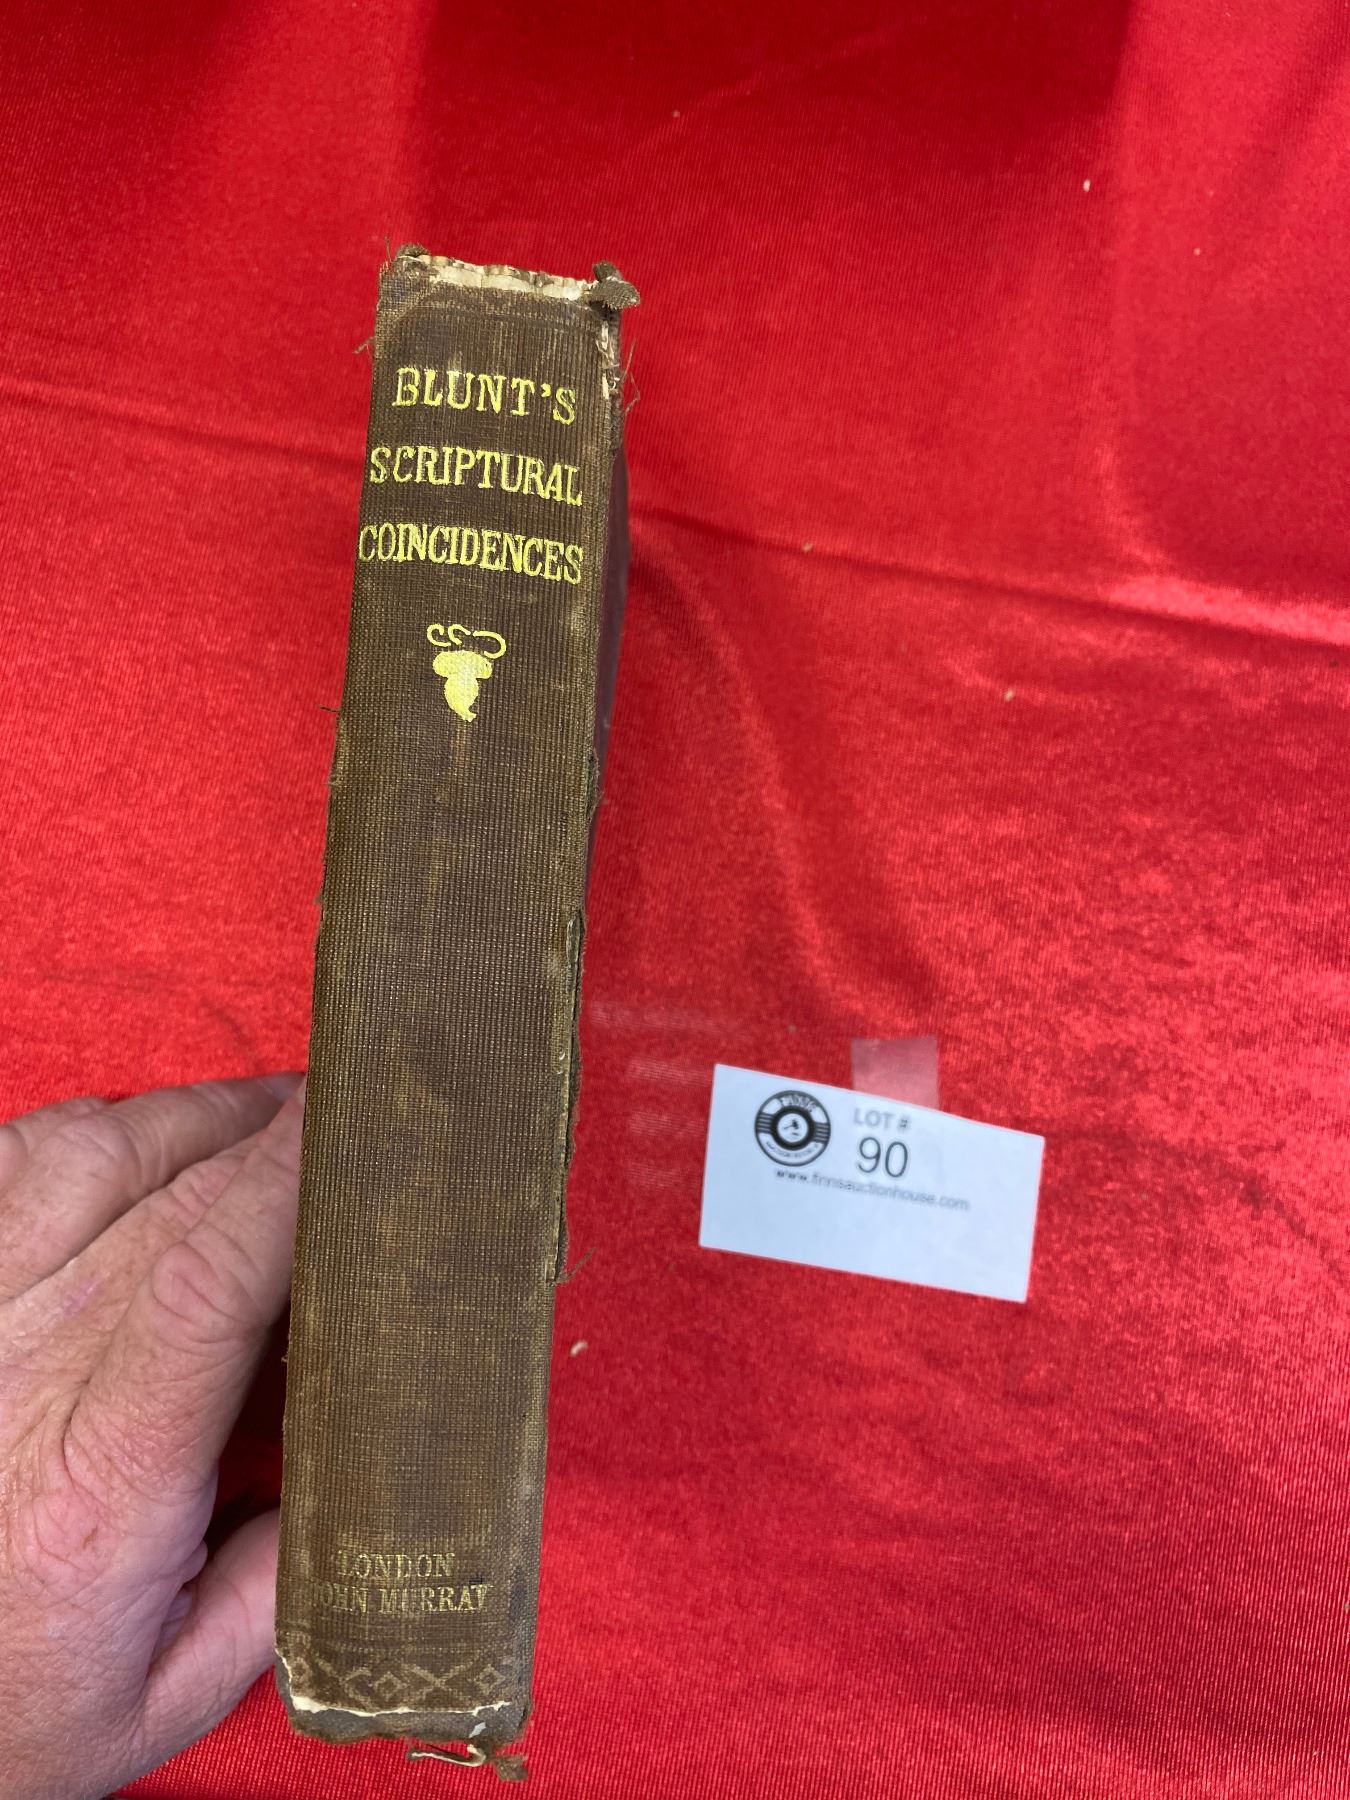 BLUNT'S
SCRIPTURAL
COINCIDENCES
LONDON
JOHN MURRAY
LOT #
90
www.finnsauctionhouse.com